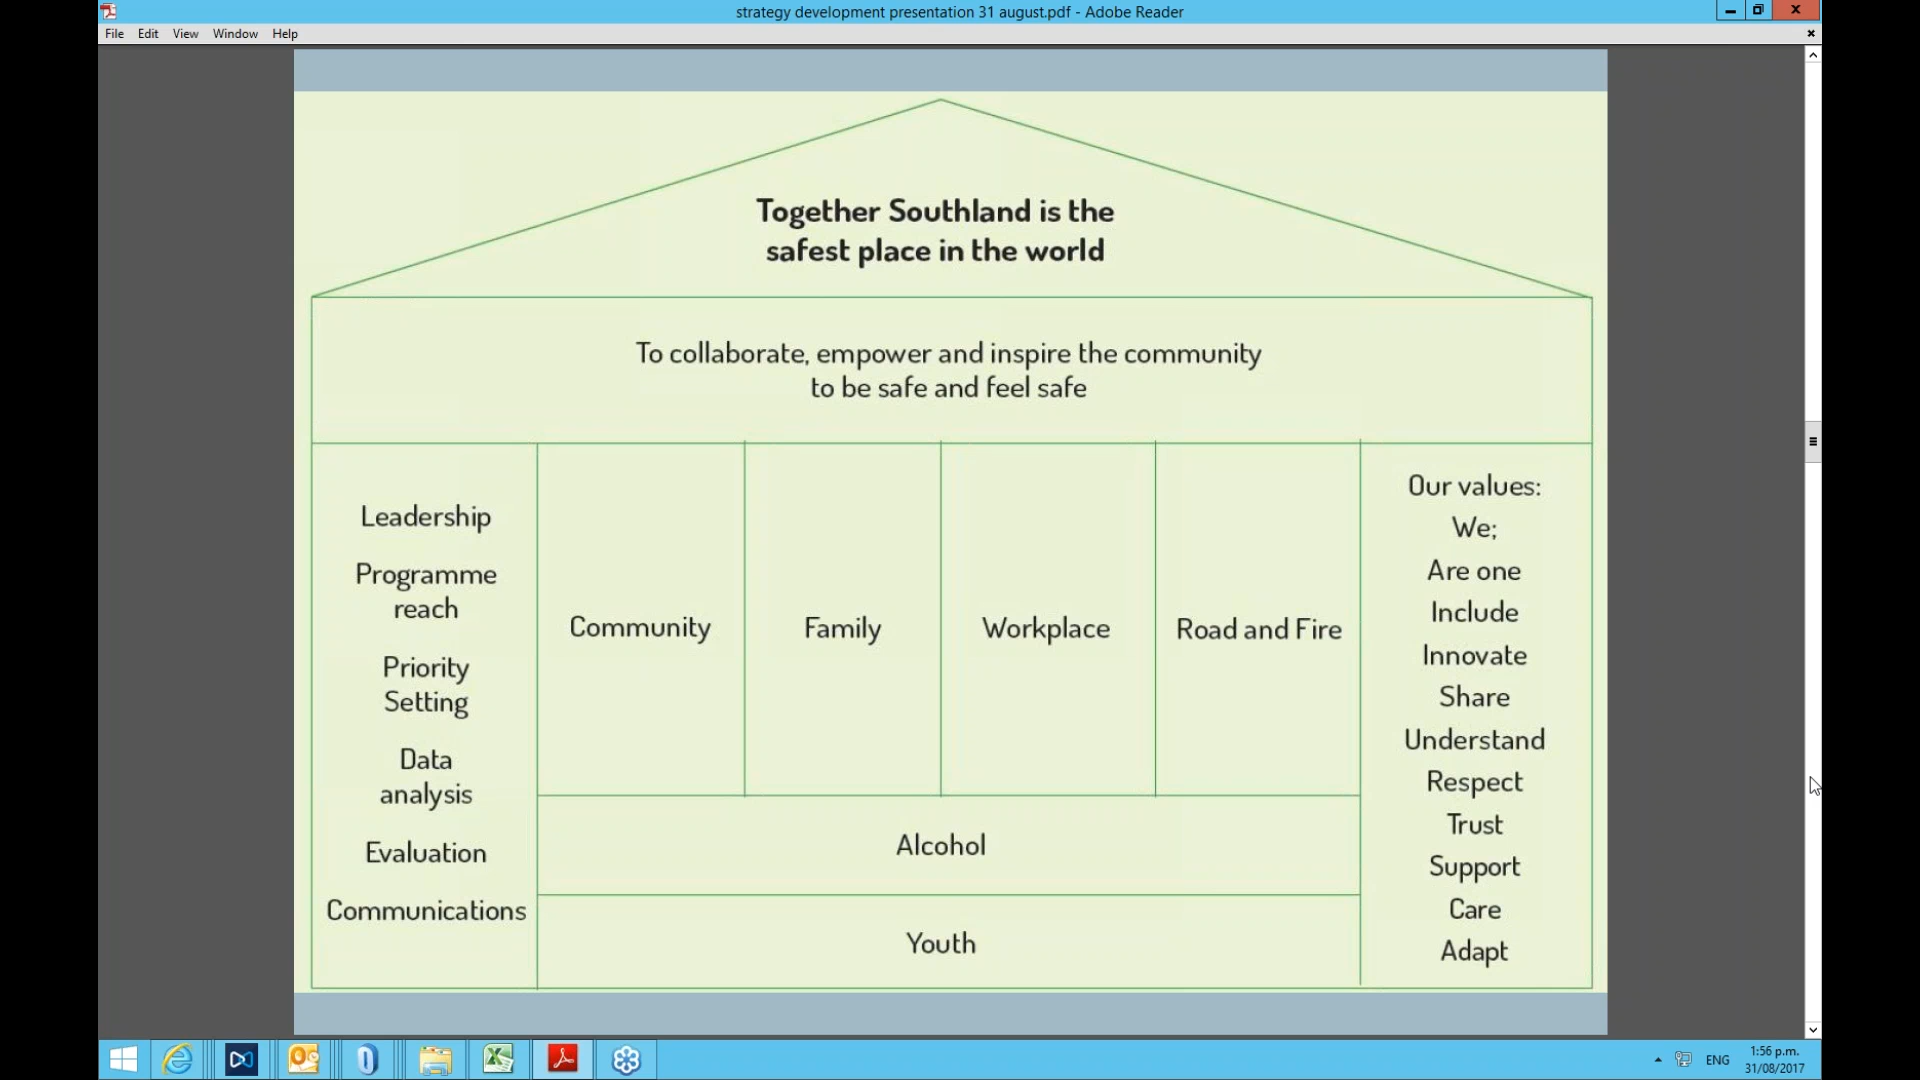 strategy development presentation 31 august.pdf - Adobe Reader
File Edit View Window Help
Together Southland is the
safest place in the world
To collaborate, empower and inspire the community
to be safe and feel safe
Leadership
Programme
reach
Priority
Setting
Data
analysis
Evaluation
Communications
Community
Family
Workplace
Road and Fire
Alcohol
Youth
Our values:
We;
Are one
Include
Innovate
Share
Understand
Respect
Trust
Support
Care
Adapt
ENG
1:56 p.m.
31/08/2017